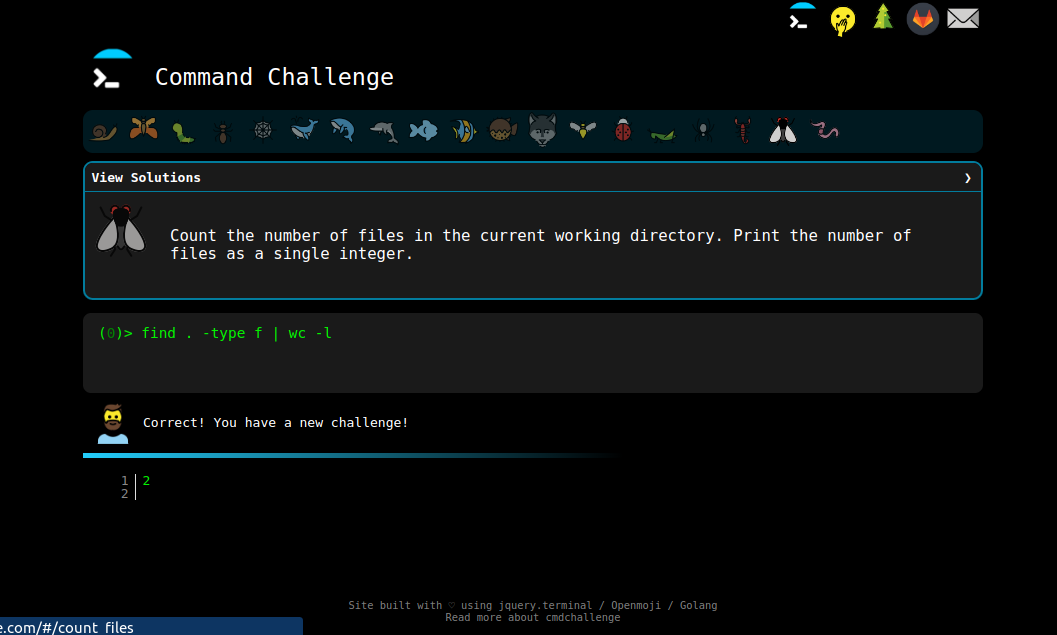 Command Challenge
View Solutions ❯
Count the number of files in the current working directory. Print the number of
files as a single integer.
(0)> find . -type f | wc -l
Correct! You have a new challenge!
1 2
2
Site built with ♡ using jquery.terminal / Openmoji / Golang
Read more about cmdchallenge
e.com/#/count_files